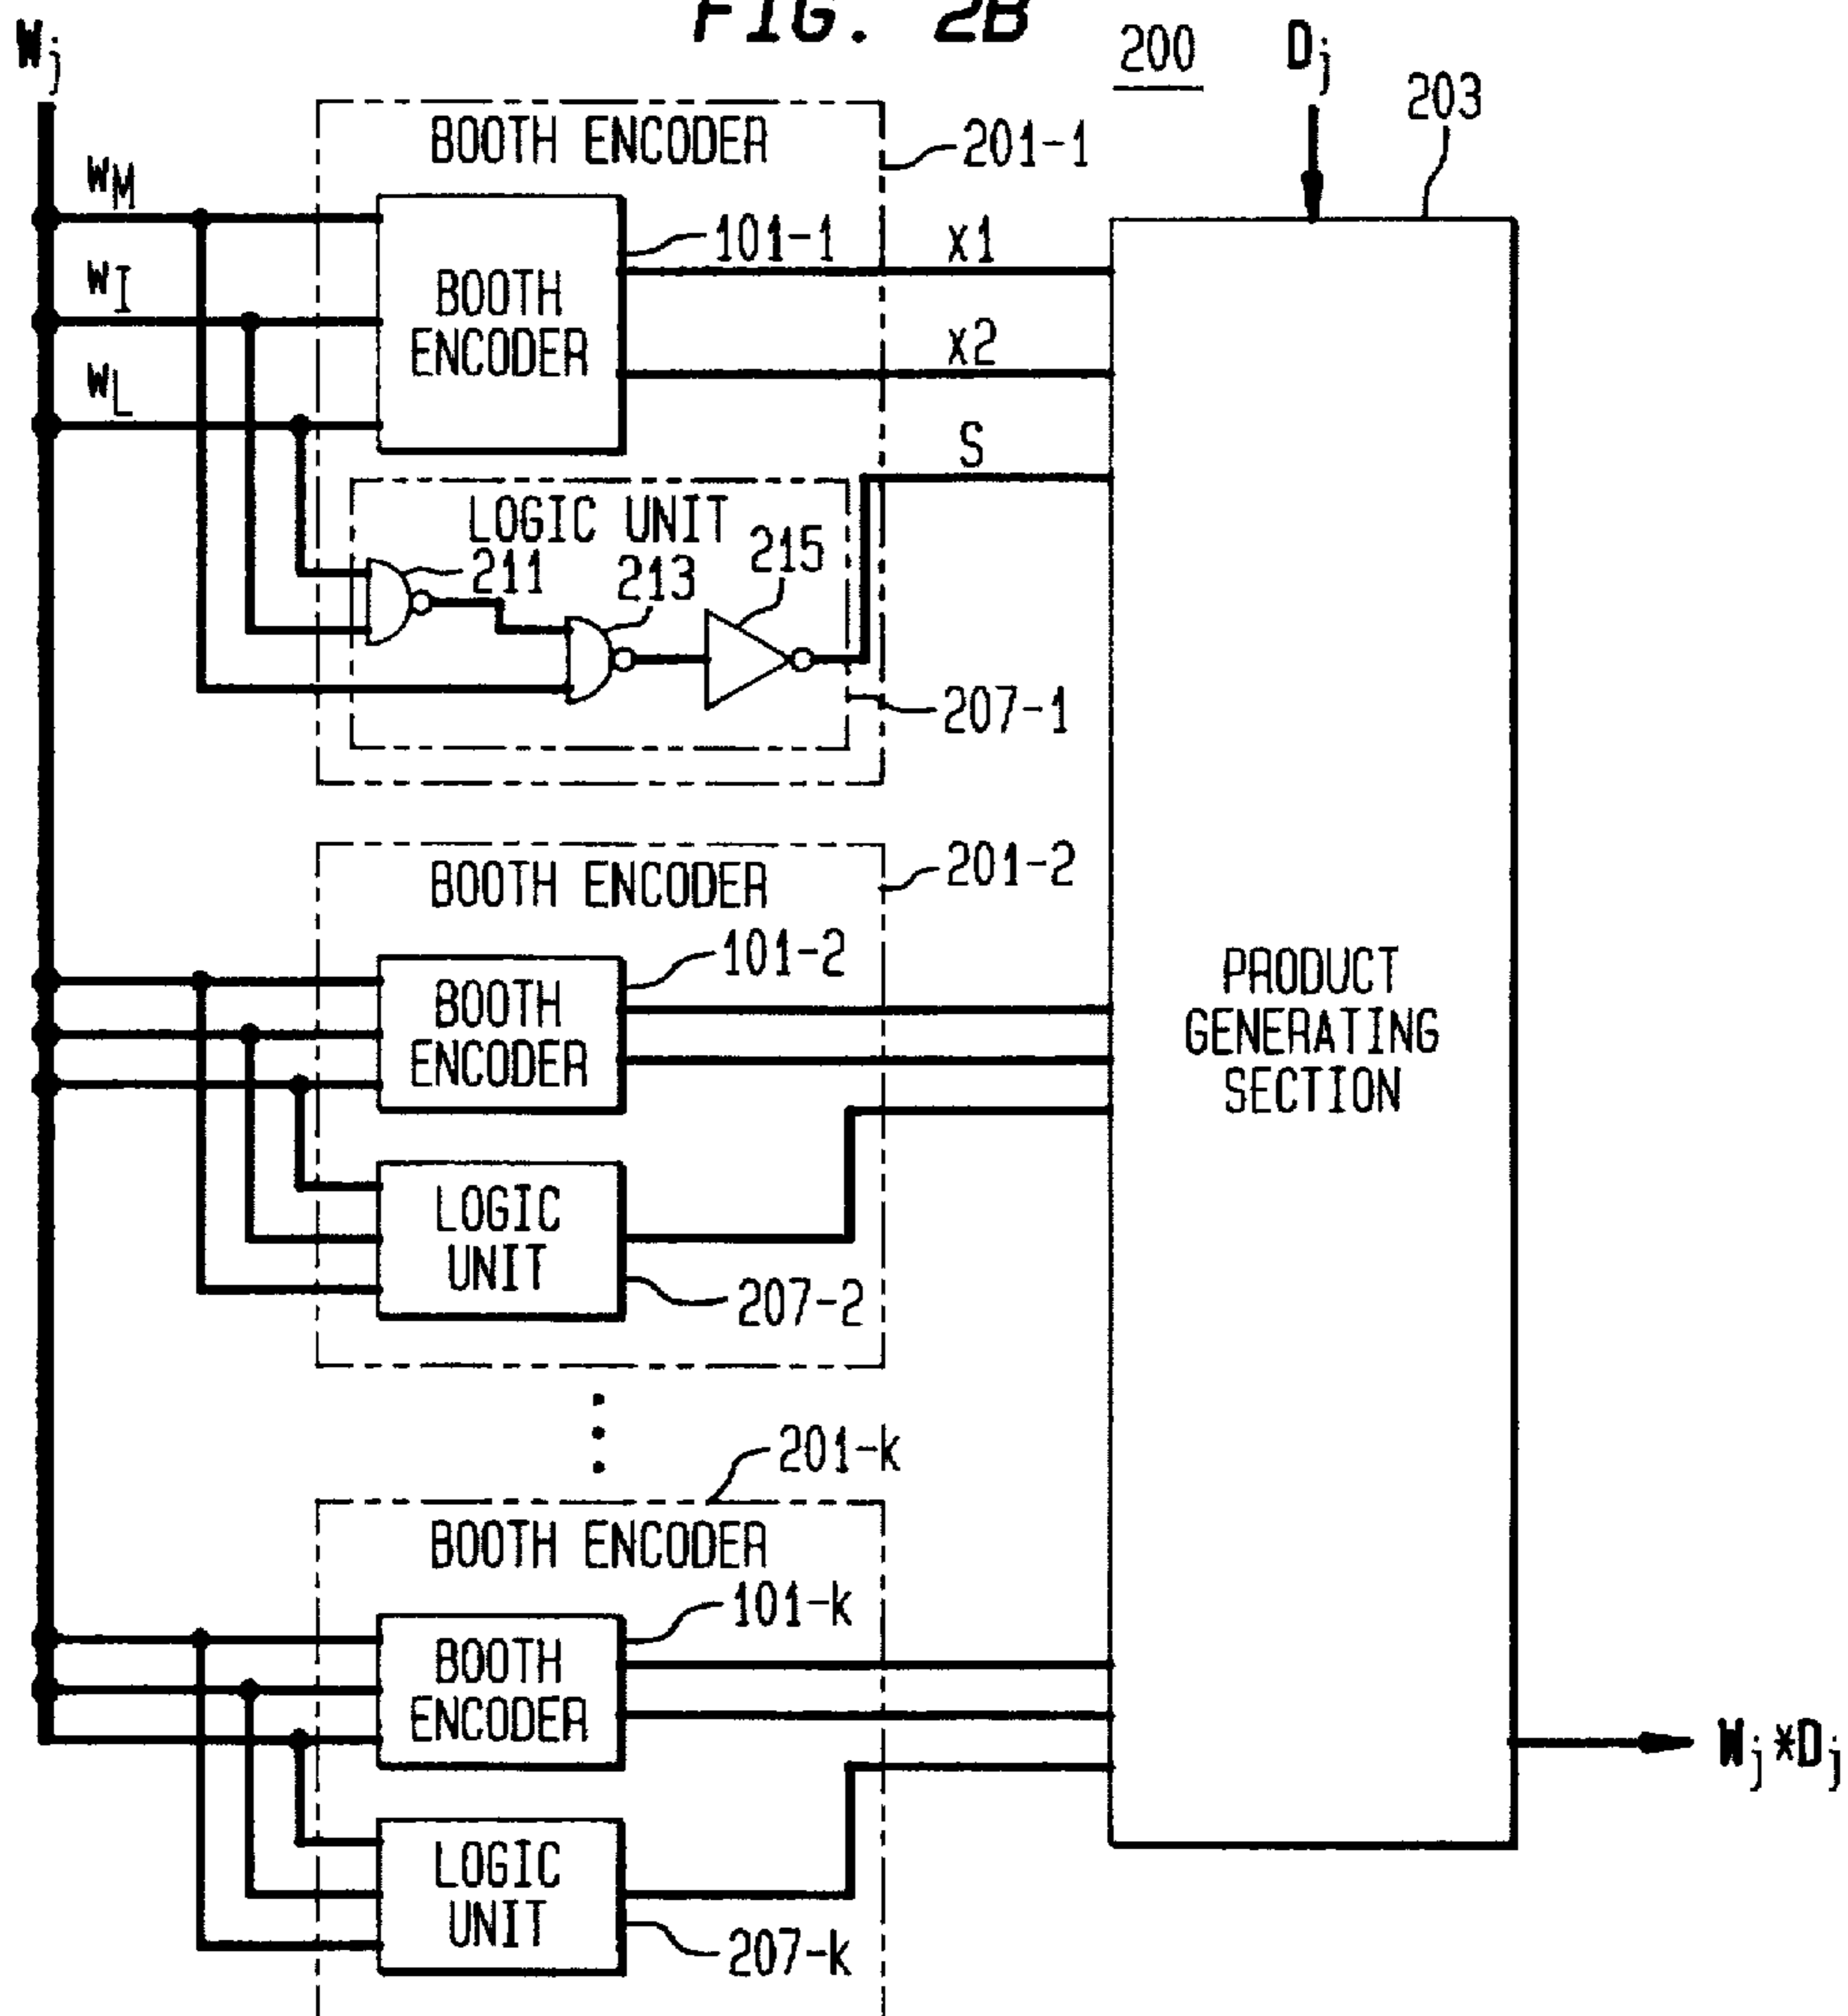 FIG. 2B
Wj
200
Dj
203
BOOTH ENCODER
201-1
WM
101-1
X1
WI
BOOTH
ENCODER
X2
WL
S
LOGIC UNIT
211
213
215
207-1
BOOTH ENCODER
201-2
101-2
BOOTH
ENCODER
PRODUCT
GENERATING
SECTION
LOGIC
UNIT
207-2
201-k
BOOTH ENCODER
101-k
BOOTH
ENCODER
Wj*Dj
LOGIC
UNIT
207-k